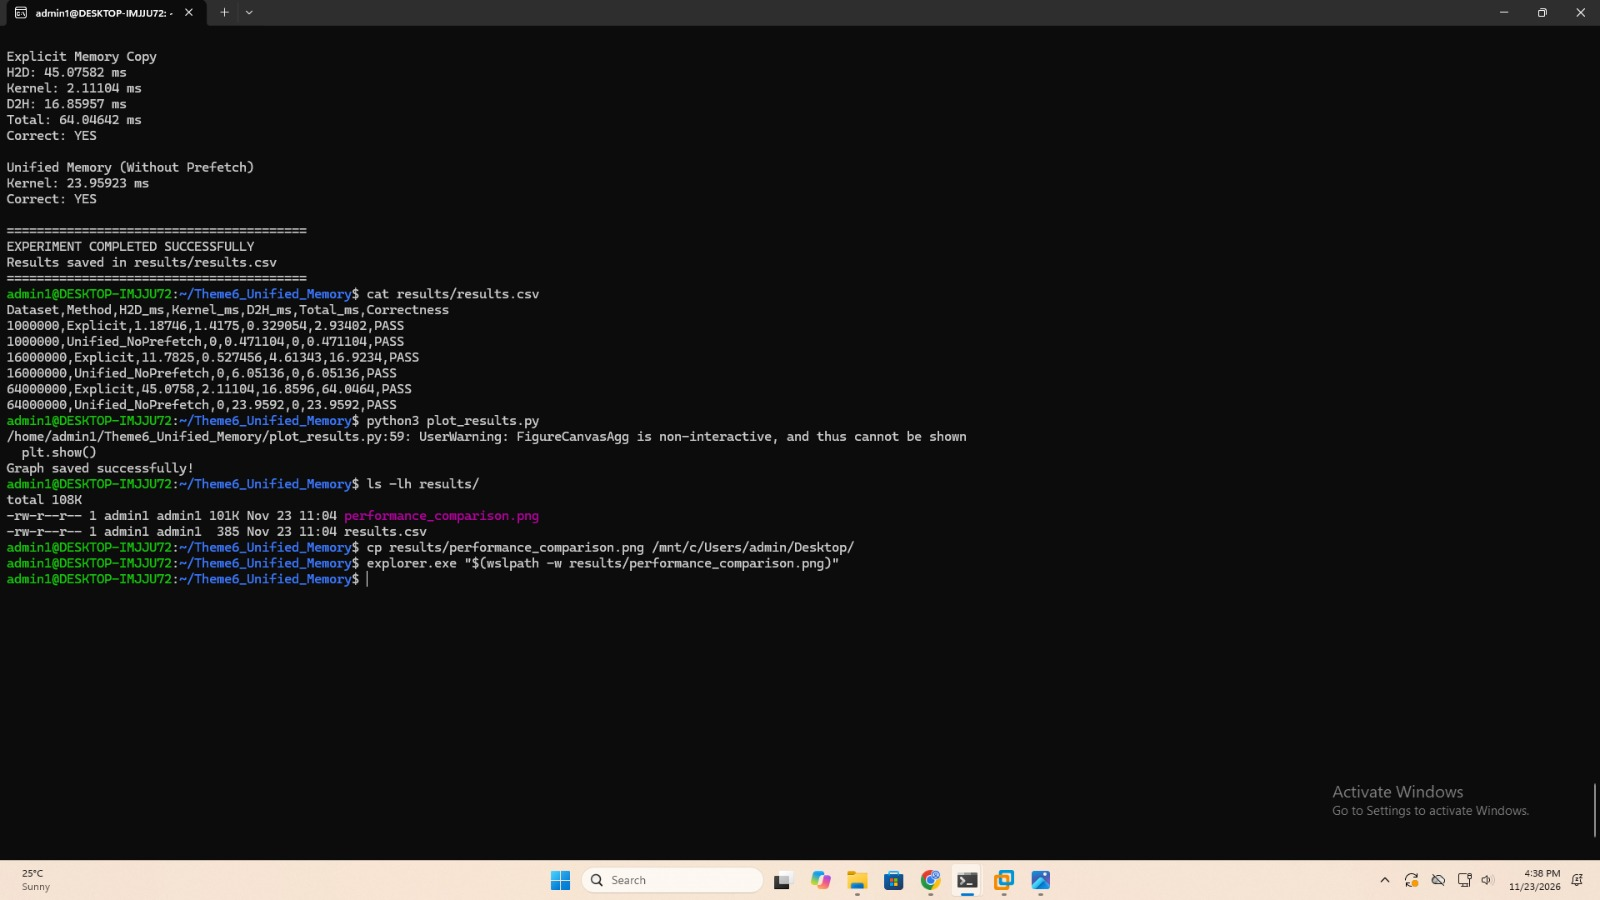 admin1@DESKTOP-IMJJU72: -
Explicit Memory Copy
H2D: 45.07582 ms
Kernel: 2.11104 ms
D2H: 16.85957 ms
Total: 64.04642 ms
Correct: YES
Unified Memory (Without Prefetch)
Kernel: 23.95923 ms
Correct: YES
========================================
EXPERIMENT COMPLETED SUCCESSFULLY
Results saved in results/results.csv
========================================
admin1@DESKTOP-IMJJU72:~/Theme6_Unified_Memory$ cat results/results.csv
Dataset,Method,H2D_ms,Kernel_ms,D2H_ms,Total_ms,Correctness
1000000,Explicit,1.18746,1.4175,0.329054,2.93402,PASS
1000000,Unified_NoPrefetch,0,0.471104,0,0.471104,PASS
16000000,Explicit,11.7825,0.527456,4.61343,16.9234,PASS
16000000,Unified_NoPrefetch,0,6.05136,0,6.05136,PASS
64000000,Explicit,45.0758,2.11104,16.8596,64.0464,PASS
64000000,Unified_NoPrefetch,0,23.9592,0,23.9592,PASS
admin1@DESKTOP-IMJJU72:~/Theme6_Unified_Memory$ python3 plot_results.py
/home/admin1/Theme6_Unified_Memory/plot_results.py:59: UserWarning: FigureCanvasAgg is non-interactive, and thus cannot be shown
  plt.show()
Graph saved successfully!
admin1@DESKTOP-IMJJU72:~/Theme6_Unified_Memory$ ls -lh results/
total 108K
-rw-r--r-- 1 admin1 admin1 101K Nov 23 11:04 performance_comparison.png
-rw-r--r-- 1 admin1 admin1  385 Nov 23 11:04 results.csv
admin1@DESKTOP-IMJJU72:~/Theme6_Unified_Memory$ cp results/performance_comparison.png /mnt/c/Users/admin/Desktop/
admin1@DESKTOP-IMJJU72:~/Theme6_Unified_Memory$ explorer.exe "$(wslpath -w results/performance_comparison.png)"
admin1@DESKTOP-IMJJU72:~/Theme6_Unified_Memory$
Activate Windows
Go to Settings to activate Windows.
25°C
Sunny
Search
4:38 PM
11/23/2026